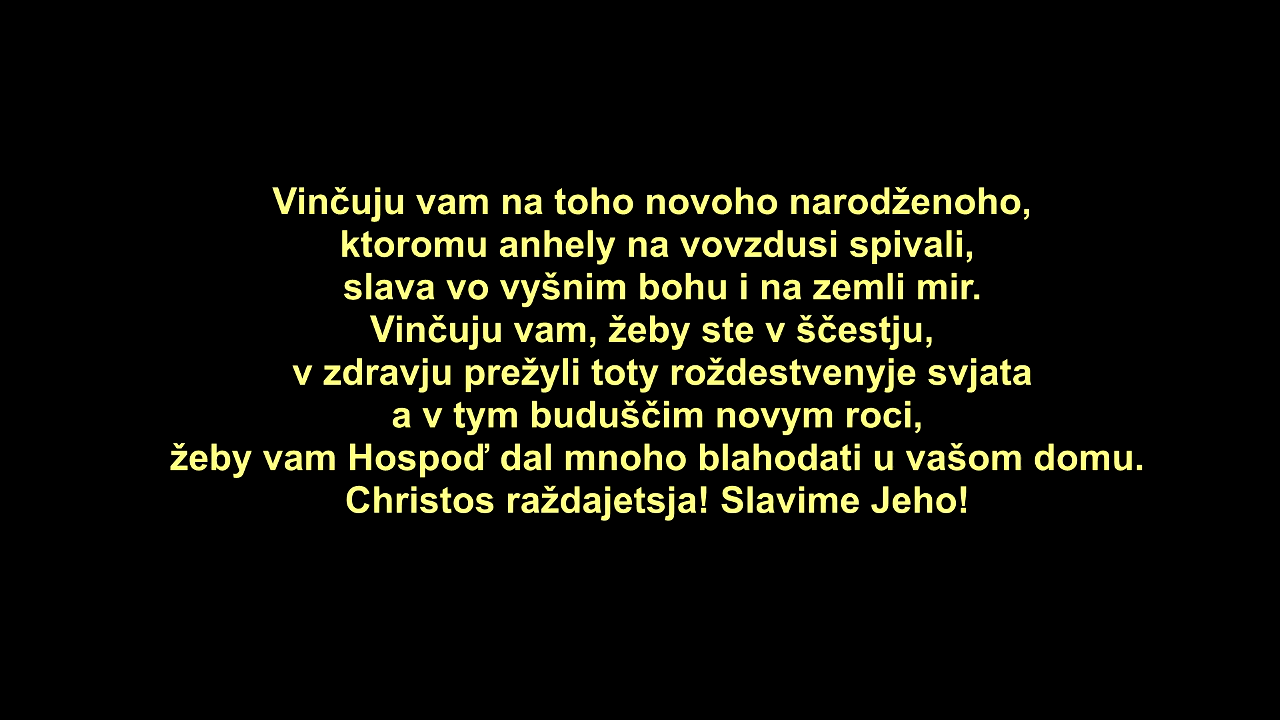 Vinčuju vam na toho novoho narodženoho,
ktoromu anhely na vovzdusi spivali,
slava vo vyšnim bohu i na zemli mir.
Vinčuju vam, žeby ste v ščestju,
v zdravju prežyli toty roždestvenyje svjata
a v tym buduščim novym roci,
žeby vam Hospoď dal mnoho blahodati u vašom domu.
Christos raždajetsja! Slavime Jeho!